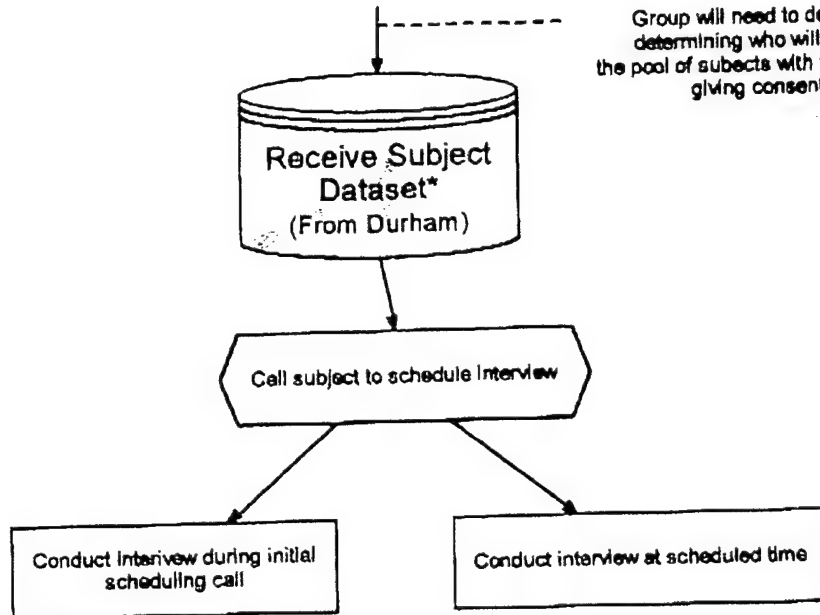 Group will need to de
determining who will
the pool of subects with
giving consent
Receive Subject
Dataset*
(From Durham)
Call subject to schedule Interview
Conduct Interivew during initial
scheduling call
Conduct interview at scheduled time